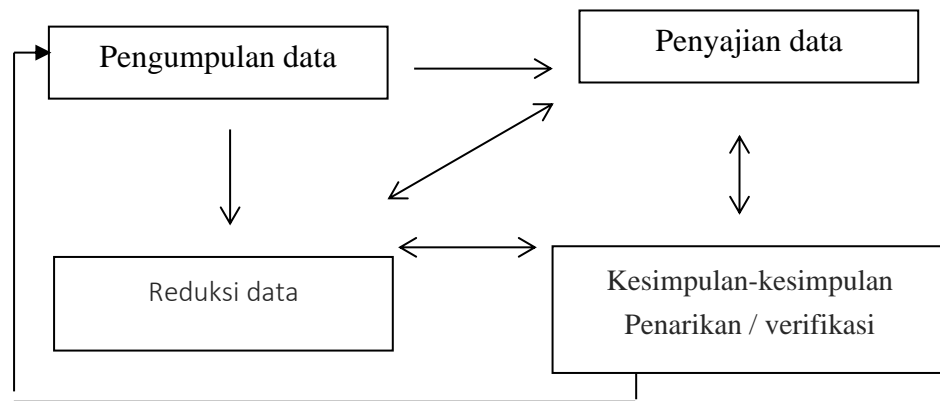 Pengumpulan data
Penyajian data
Reduksi data
Kesimpulan-kesimpulan
Penarikan / verifikasi